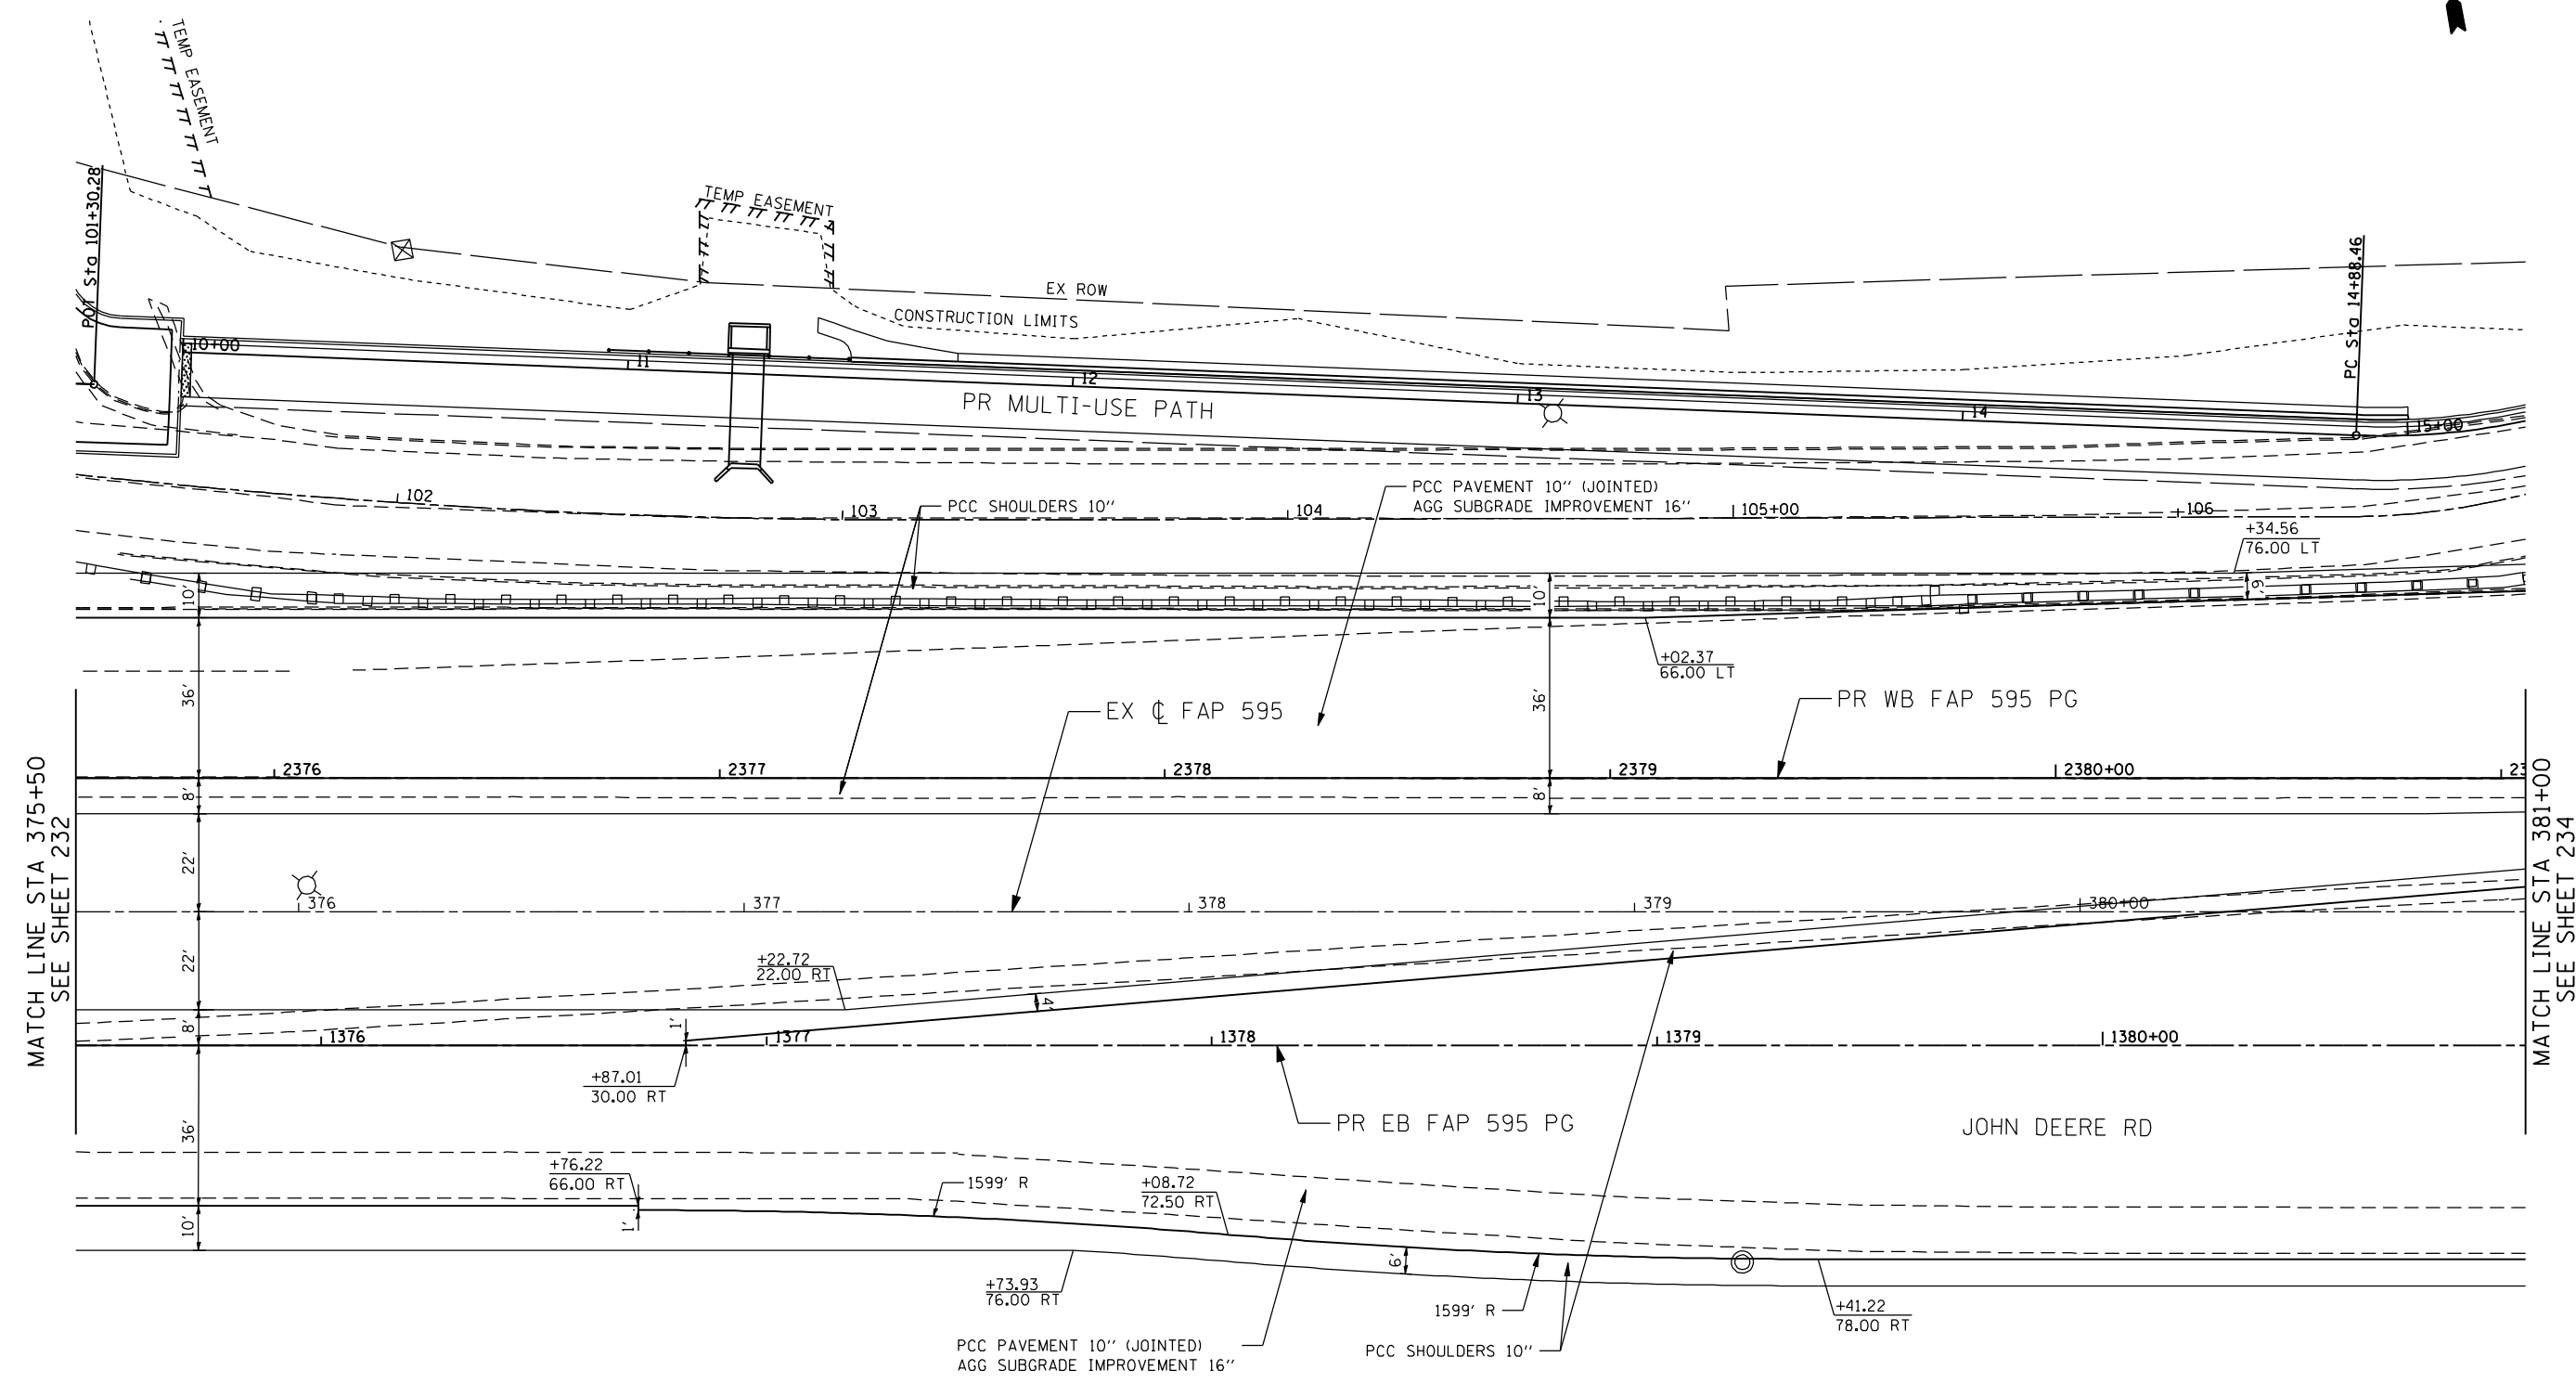 TEMP EASEMENT
POT Sta 101+30.28
TEMP EASEMENT
EX ROW
CONSTRUCTION LIMITS
PC Sta 14+88.46
10+00
11
12
13
14
15+00
PR MULTI-USE PATH
102
103
104
105+00
106
PCC SHOULDERS 10"
PCC PAVEMENT 10" (JOINTED)
AGG SUBGRADE IMPROVEMENT 16"
+34.56
76.00 LT
10'
10'
6'
+02.37
66.00 LT
36'
36'
EX ℄ FAP 595
PR WB FAP 595 PG
2376
2377
2378
2379
2380+00
23
8'
8'
MATCH LINE STA 375+50
SEE SHEET 232
MATCH LINE STA 381+00
SEE SHEET 234
22'
376
377
378
379
380+00
22'
+22.72
22.00 RT
4'
8'
1'
1376
1377
1378
1379
1380+00
+87.01
30.00 RT
PR EB FAP 595 PG
JOHN DEERE RD
36'
+76.22
66.00 RT
1599' R
+08.72
72.50 RT
10'
1'
6'
+73.93
76.00 RT
1599' R
+41.22
78.00 RT
PCC PAVEMENT 10" (JOINTED)
AGG SUBGRADE IMPROVEMENT 16"
PCC SHOULDERS 10"